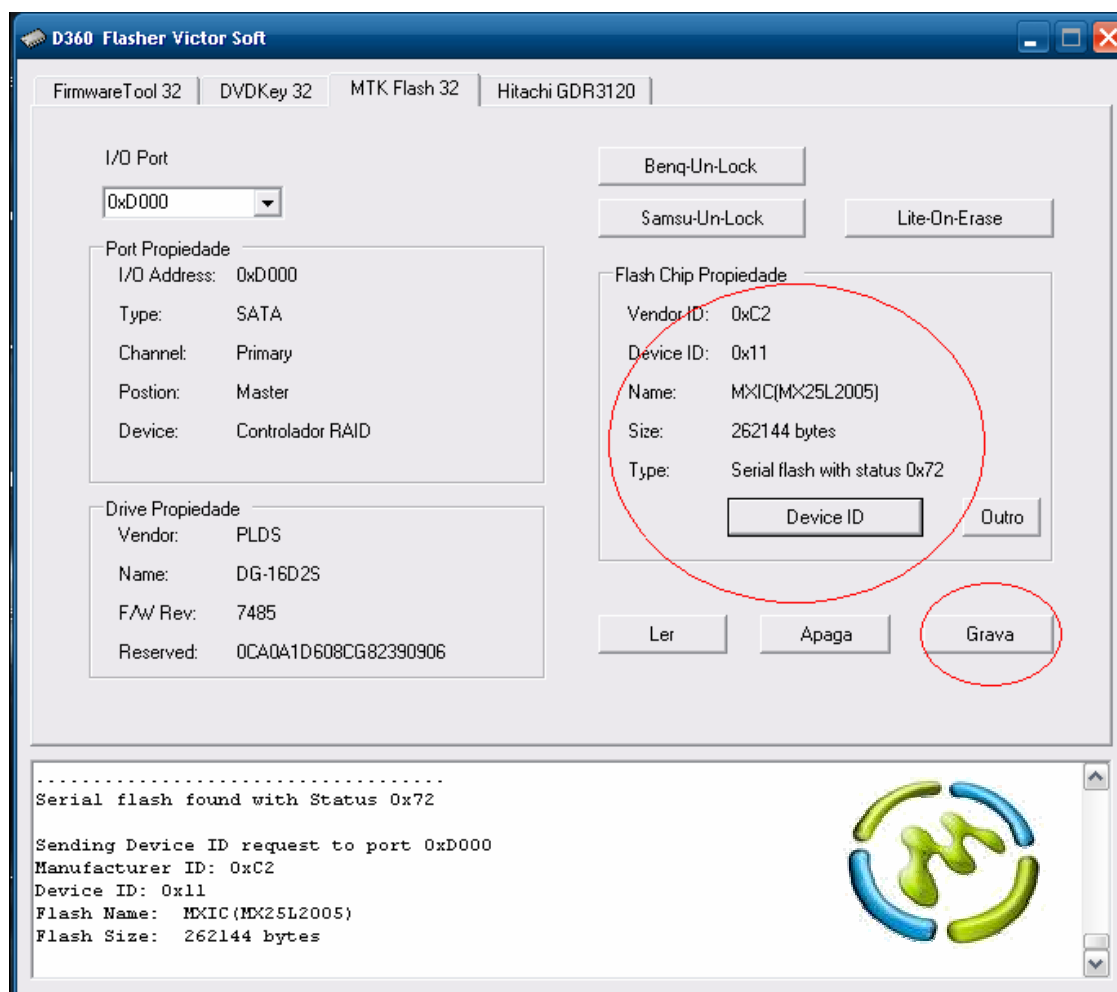 D360 Flasher Victor Soft
FirmwareTool 32
DVDKey 32
MTK Flash 32
Hitachi GDR3120
I/O Port
0xD000
Port Propiedade
I/O Address: 0xD000
Type: SATA
Channel: Primary
Postion: Master
Device: Controlador RAID
Drive Propiedade
Vendor: PLDS
Name: DG-16D2S
F/W Rev: 7485
Reserved: 0CA0A1D608CG82390906
Benq-Un-Lock
Samsu-Un-Lock
Lite-On-Erase
Flash Chip Propiedade
Vendor ID: 0xC2
Device ID: 0x11
Name: MXIC(MX25L2005)
Size: 262144 bytes
Type: Serial flash with status 0x72
Device ID
Outro
Ler
Apaga
Grava
....................................
Serial flash found with Status 0x72
Sending Device ID request to port 0xD000
Manufacturer ID: 0xC2
Device ID: 0x11
Flash Name: MXIC(MX25L2005)
Flash Size: 262144 bytes